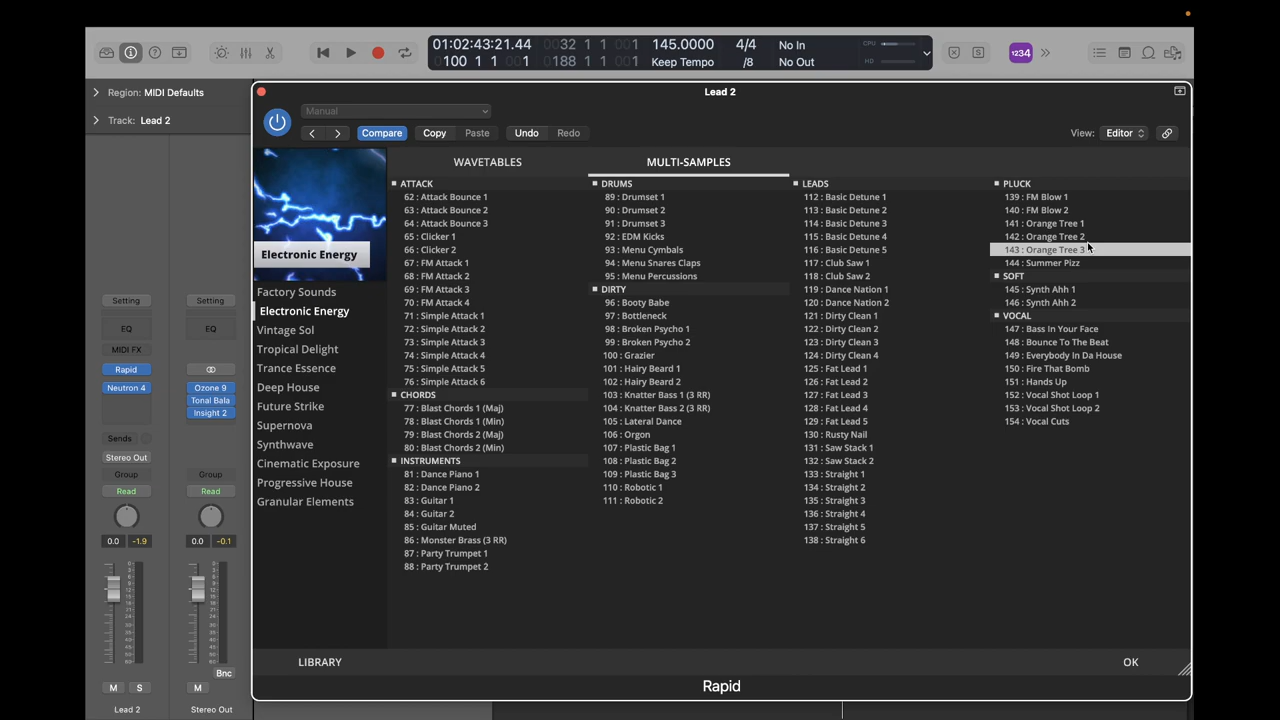 01:02:43:21.44 0032 1 1 001 145.0000 4/4 No In CPU
100 1 1 001 0188 1 1 001 Keep Tempo /8 No Out HD
1234
Region: MIDI Defaults
Track: Lead 2
Lead 2
Manual
Compare Copy Paste Undo Redo View: Editor
WAVETABLES MULTI-SAMPLES
Electronic Energy
Factory Sounds
Electronic Energy
Vintage Sol
Tropical Delight
Trance Essence
Deep House
Future Strike
Supernova
Synthwave
Cinematic Exposure
Progressive House
Granular Elements
ATTACK
62 : Attack Bounce 1
63 : Attack Bounce 2
64 : Attack Bounce 3
65 : Clicker 1
66 : Clicker 2
67 : FM Attack 1
68 : FM Attack 2
69 : FM Attack 3
70 : FM Attack 4
71 : Simple Attack 1
72 : Simple Attack 2
73 : Simple Attack 3
74 : Simple Attack 4
75 : Simple Attack 5
76 : Simple Attack 6
CHORDS
77 : Blast Chords 1 (Maj)
78 : Blast Chords 1 (Min)
79 : Blast Chords 2 (Maj)
80 : Blast Chords 2 (Min)
INSTRUMENTS
81 : Dance Piano 1
82 : Dance Piano 2
83 : Guitar 1
84 : Guitar 2
85 : Guitar Muted
86 : Monster Brass (3 RR)
87 : Party Trumpet 1
88 : Party Trumpet 2
DRUMS
89 : Drumset 1
90 : Drumset 2
91 : Drumset 3
92 : EDM Kicks
93 : Menu Cymbals
94 : Menu Snares Claps
95 : Menu Percussions
DIRTY
96 : Booty Babe
97 : Bottleneck
98 : Broken Psycho 1
99 : Broken Psycho 2
100 : Grazier
101 : Hairy Beard 1
102 : Hairy Beard 2
103 : Knatter Bass 1 (3 RR)
104 : Knatter Bass 2 (3 RR)
105 : Lateral Dance
106 : Orgon
107 : Plastic Bag 1
108 : Plastic Bag 2
109 : Plastic Bag 3
110 : Robotic 1
111 : Robotic 2
LEADS
112 : Basic Detune 1
113 : Basic Detune 2
114 : Basic Detune 3
115 : Basic Detune 4
116 : Basic Detune 5
117 : Club Saw 1
118 : Club Saw 2
119 : Dance Nation 1
120 : Dance Nation 2
121 : Dirty Clean 1
122 : Dirty Clean 2
123 : Dirty Clean 3
124 : Dirty Clean 4
125 : Fat Lead 1
126 : Fat Lead 2
127 : Fat Lead 3
128 : Fat Lead 4
129 : Fat Lead 5
130 : Rusty Nail
131 : Saw Stack 1
132 : Saw Stack 2
133 : Straight 1
134 : Straight 2
135 : Straight 3
136 : Straight 4
137 : Straight 5
138 : Straight 6
PLUCK
139 : FM Blow 1
140 : FM Blow 2
141 : Orange Tree 1
142 : Orange Tree 2
143 : Orange Tree 3
144 : Summer Pizz
SOFT
145 : Synth Ahh 1
146 : Synth Ahh 2
VOCAL
147 : Bass In Your Face
148 : Bounce To The Beat
149 : Everybody In Da House
150 : Fire That Bomb
151 : Hands Up
152 : Vocal Shot Loop 1
153 : Vocal Shot Loop 2
154 : Vocal Cuts
LIBRARY OK
Rapid
Setting Setting
EQ EQ
MIDI FX
Rapid
Neutron 4 Ozone 9
Tonal Bala
Insight 2
Sends
Stereo Out
Group Group
Read Read
0.0 -1.9 0.0 -0.1
Bnc
M S M
Lead 2 Stereo Out